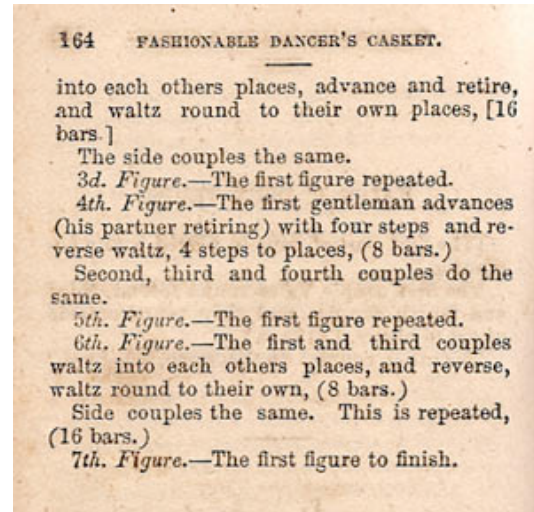 164 FASHIONABLE DANCER'S CASKET.
into each others places, advance and retire,
and waltz round to their own places, [16
bars.]
The side couples the same.
3d. Figure.—The first figure repeated.
4th. Figure.—The first gentleman advances
(his partner retiring) with four steps and re-
verse waltz, 4 steps to places, (8 bars.)
Second, third and fourth couples do the
same.
5th. Figure.—The first figure repeated.
6th. Figure.—The first and third couples
waltz into each others places, and reverse,
waltz round to their own, (8 bars.)
Side couples the same. This is repeated,
(16 bars.)
7th. Figure.—The first figure to finish.